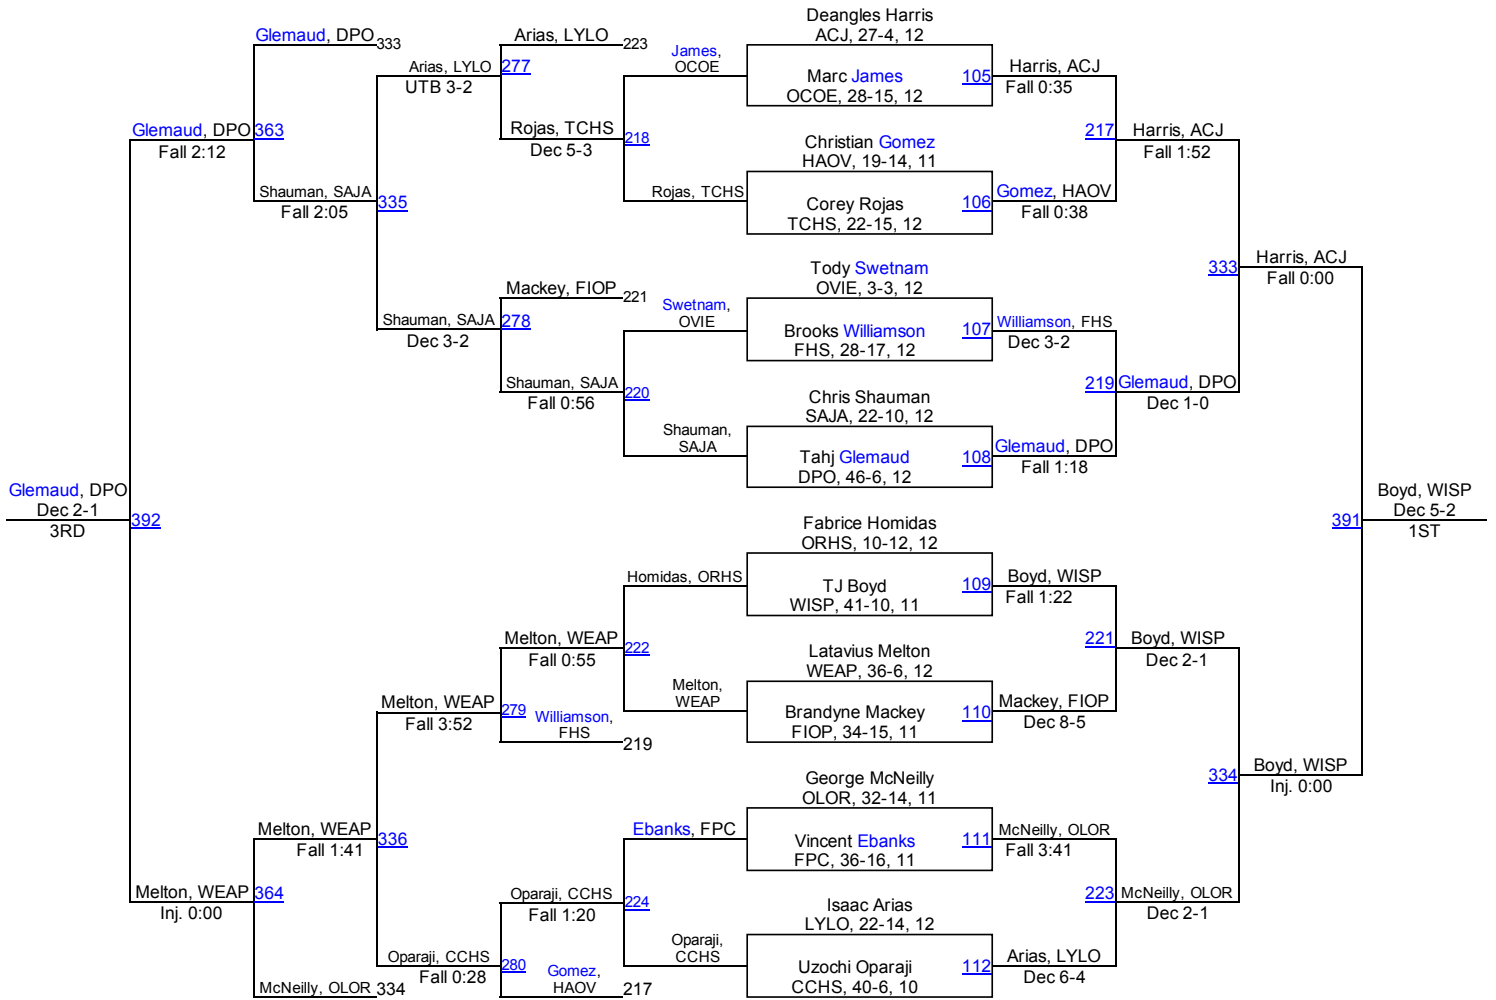 Deangles Harris
ACJ, 27-4, 12
Glemaud, DPO
333
Arias, LYLO
223
James,
OCOE
Marc James
OCOE, 28-15, 12
105
Harris, ACJ
Fall 0:35
Arias, LYLO
UTB 3-2
277
Glemaud, DPO
Fall 2:12
363
Rojas, TCHS
Dec 5-3
218
Christian Gomez
HAOV, 19-14, 11
217
Harris, ACJ
Fall 1:52
Shauman, SAJA
Fall 2:05
335
Rojas, TCHS
Corey Rojas
TCHS, 22-15, 12
106
Gomez, HAOV
Fall 0:38
Tody Swetnam
OVIE, 3-3, 12
333
Harris, ACJ
Fall 0:00
Mackey, FIOP
221
Swetnam,
OVIE
Shauman, SAJA
Dec 3-2
278
Brooks Williamson
FHS, 28-17, 12
107
Williamson, FHS
Dec 3-2
Shauman, SAJA
Fall 0:56
220
Chris Shauman
SAJA, 22-10, 12
219
Glemaud, DPO
Dec 1-0
Shauman,
SAJA
Tahj Glemaud
DPO, 46-6, 12
108
Glemaud, DPO
Fall 1:18
Glemaud, DPO
Dec 2-1
3RD
392
Fabrice Homidas
ORHS, 10-12, 12
391
Boyd, WISP
Dec 5-2
1ST
Homidas, ORHS
TJ Boyd
WISP, 41-10, 11
109
Boyd, WISP
Fall 1:22
Melton, WEAP
Fall 0:55
222
Latavius Melton
WEAP, 36-6, 12
221
Boyd, WISP
Dec 2-1
Melton, WEAP
Fall 3:52
279
Williamson,
FHS
219
Melton,
WEAP
Brandyne Mackey
FIOP, 34-15, 11
110
Mackey, FIOP
Dec 8-5
George McNeilly
OLOR, 32-14, 11
334
Boyd, WISP
Inj. 0:00
Melton, WEAP
Fall 1:41
336
Ebanks, FPC
Vincent Ebanks
FPC, 36-16, 11
111
McNeilly, OLOR
Fall 3:41
Melton, WEAP
Inj. 0:00
364
Oparaji, CCHS
Fall 1:20
224
Isaac Arias
LYLO, 22-14, 12
223
McNeilly, OLOR
Dec 2-1
Oparaji,
CCHS
Oparaji, CCHS
Fall 0:28
280
Gomez,
HAOV
217
Uzochi Oparaji
CCHS, 40-6, 10
112
Arias, LYLO
Dec 6-4
McNeilly, OLOR
334